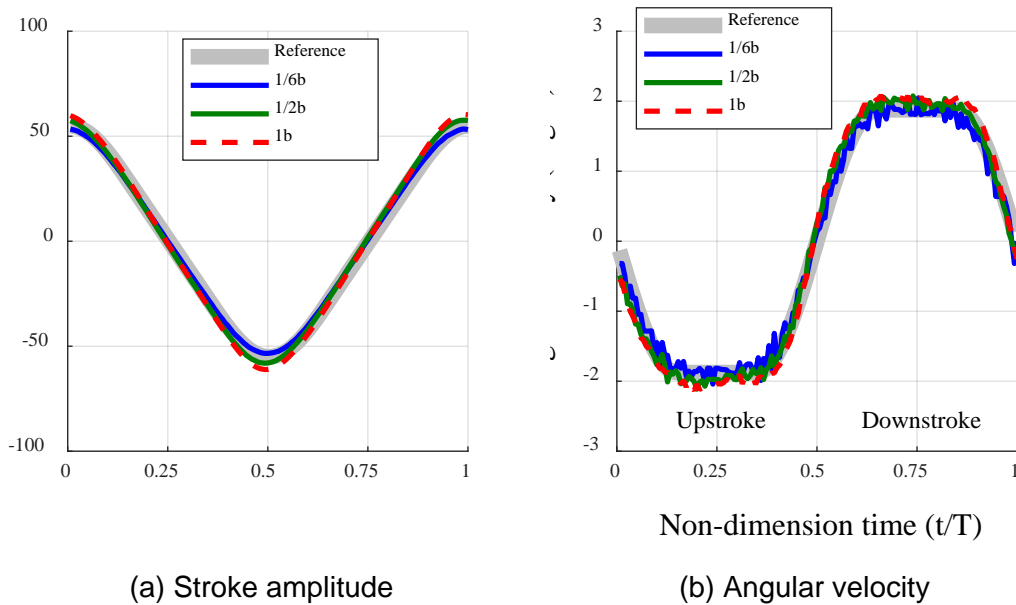 100
50
0
-50
-100
0 0.25 0.5 0.75 1
Reference
1/6b
1/2b
1b
(a) Stroke amplitude
3
2
1
0
-1
-2
-3
0 0.25 0.5 0.75 1
Reference
1/6b
1/2b
1b
Upstroke Downstroke
Non-dimension time (t/T)
(b) Angular velocity